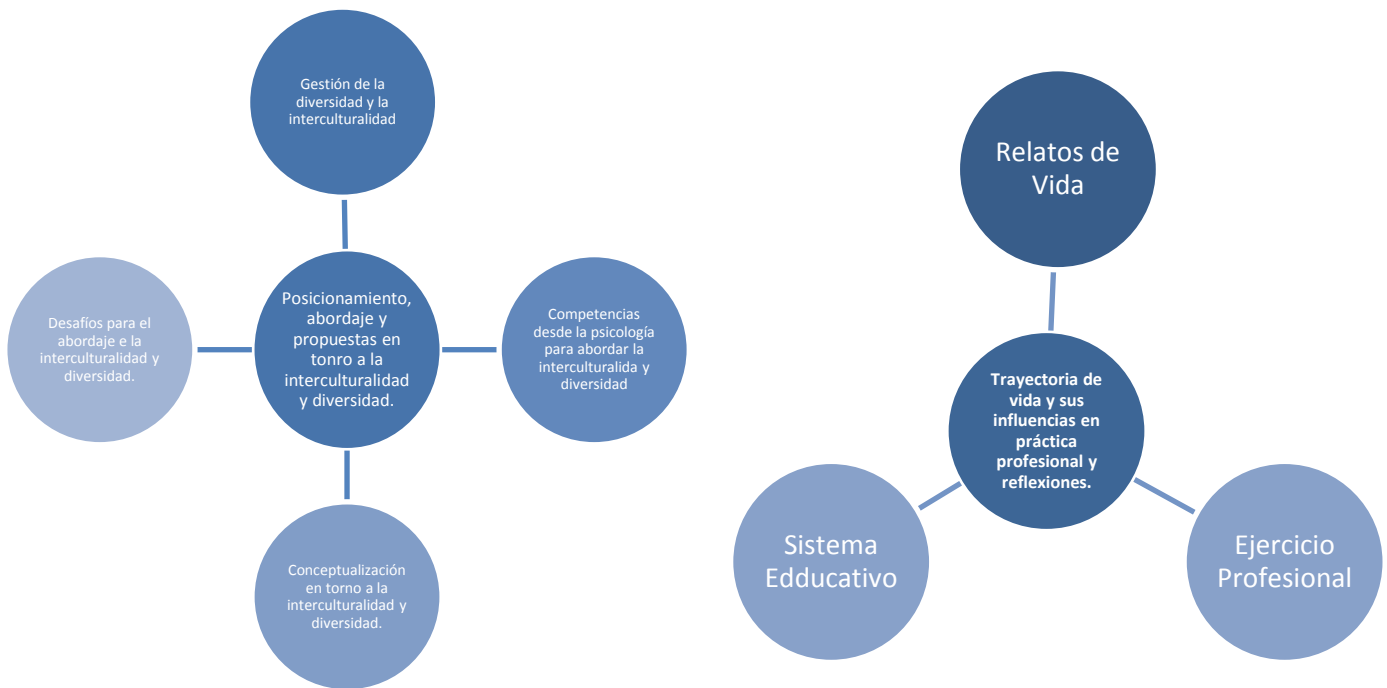 Gestión de la
diversidad y la
interculturalidad
Desafíos para el
abordaje e la
interculturalidad y
diversidad.
Posicionamiento,
abordaje y
propuestas en
tonro a la
interculturalidad
y diversidad.
Competencias
desde la psicología
para abordar la
interculturalida y
diversidad
Conceptualización
en torno a la
interculturalidad y
diversidad.
Relatos de
Vida
Trayectoria de
vida y sus
influencias en
práctica
profesional y
reflexiones.
Sistema
Edducativo
Ejercicio
Profesional